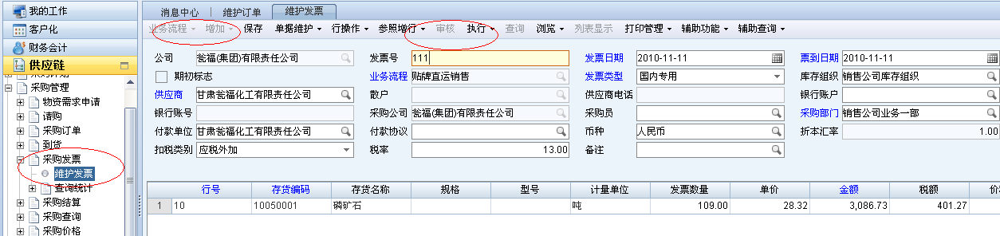 我的工作
客户化
财务会计
供应链
采购管理
物资需求申请
请购
采购订单
到货
采购发票
维护发票
查询统计
采购结算
采购查询
采购价格
消息中心 维护订单 维护发票
业务流程 增加 保存 单据维护 行操作 参照增行 审核 执行 查询 浏览 列表显示 打印管理 辅助功能 辅助查询
公司 瓮福(集团)有限责任公司 发票号 111 发票日期 2010-11-11 票到日期 2010-11-11
期初标志 业务流程 贴牌直运销售 发票类型 国内专用 库存组织 销售公司库存组织
供应商 甘肃瓮福化工有限责任公司 散户 供应商电话 银行账户
银行账号 采购公司 瓮福(集团)有限责任公司 采购员 采购部门 销售公司业务一部
付款单位 甘肃瓮福化工有限责任公司 付款协议 币种 人民币 折本汇率 1.00
扣税类别 应税外加 税率 13.00 备注
行号 存货编码 存货名称 规格 型号 计量单位 发票数量 单价 金额 税额
1 10 10050001 磷矿石 吨 109.00 28.32 3,086.73 401.27